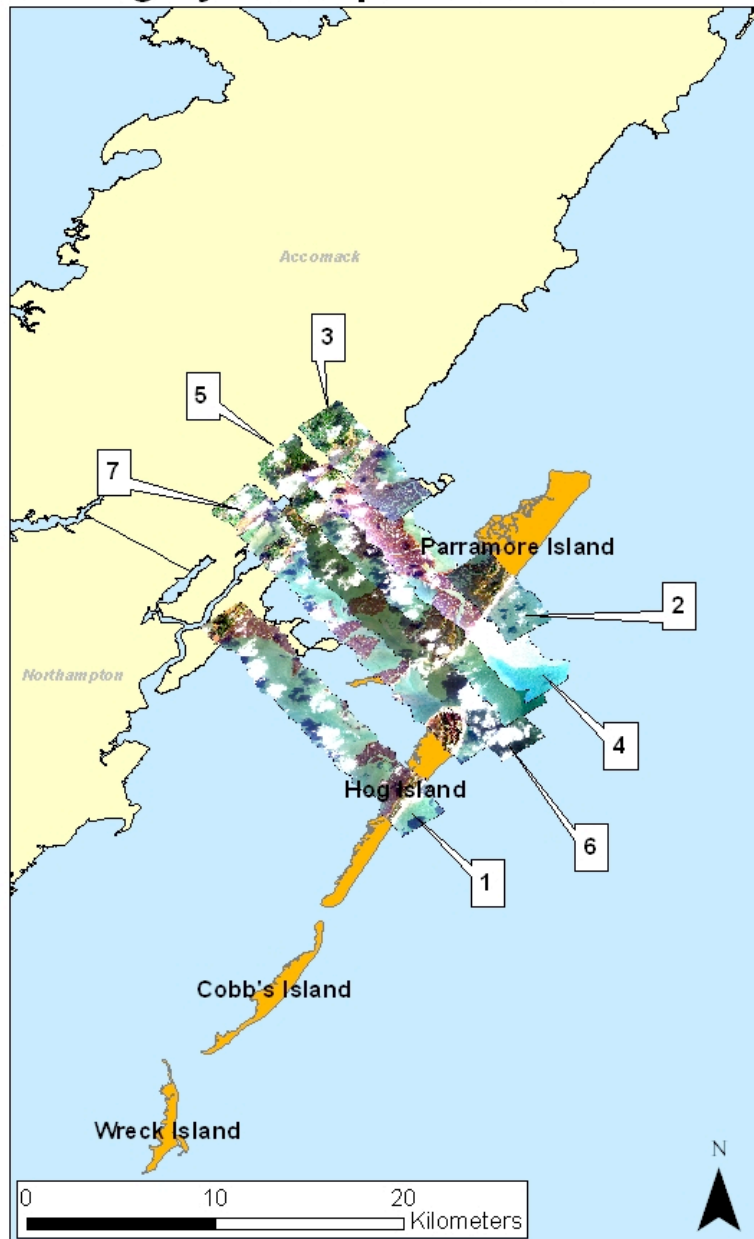 Accomack
3
5
7
Parramore Island
2
Northampton
4
Hog Island
6
1
Cobb's Island
Wreck Island
N
0 10 20
Kilometers